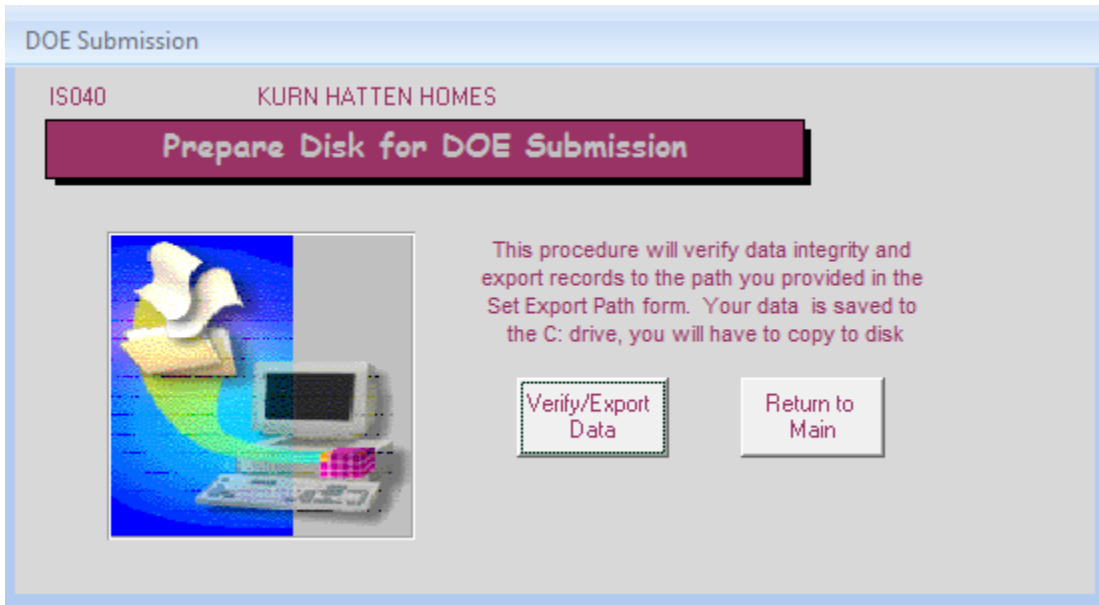 DOE Submission
IS040 KURN HATTEN HOMES
Prepare Disk for DOE Submission
This procedure will verify data integrity and
export records to the path you provided in the
Set Export Path form. Your data is saved to
the C: drive, you will have to copy to disk
Verify/Export
Data
Return to
Main